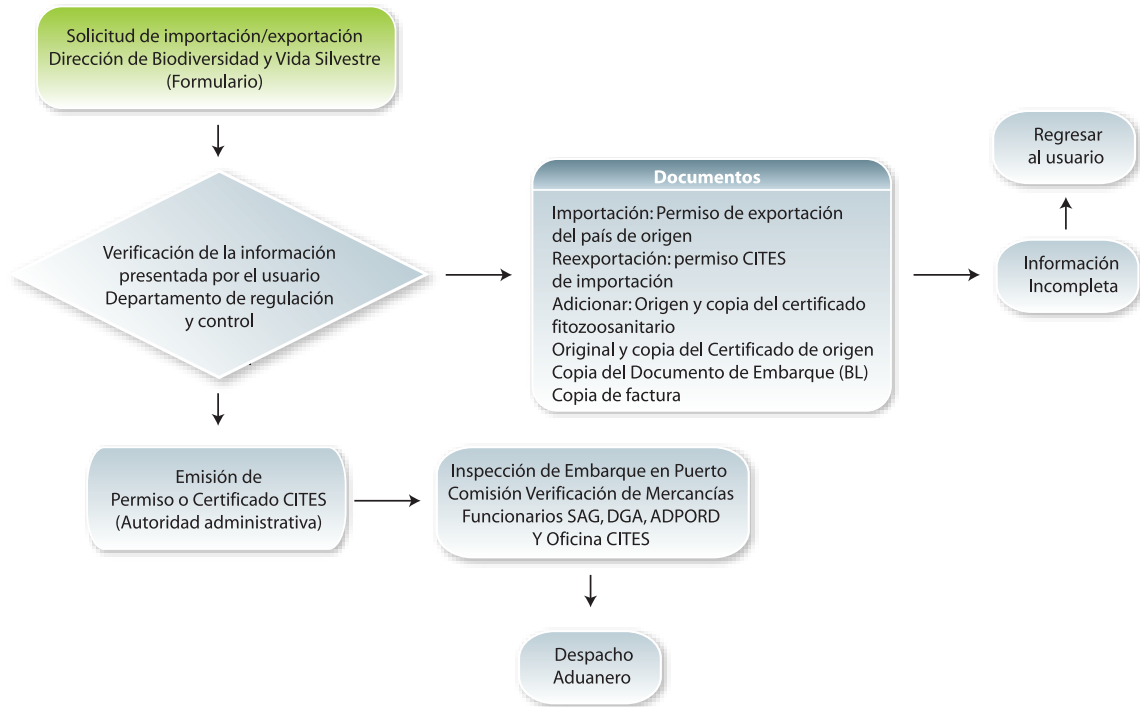 Solicitud de importación/exportación
Dirección de Biodiversidad y Vida Silvestre
(Formulario)
Verificación de la información
presentada por el usuario
Departamento de regulación
y control
Documentos
Importación: Permiso de exportación
del país de origen
Reexportación: permiso CITES
de importación
Adicionar: Origen y copia del certificado
fitozoosanitario
Original y copia del Certificado de origen
Copia del Documento de Embarque (BL)
Copia de factura
Regresar
al usuario
Información
Incompleta
Emisión de
Permiso o Certificado CITES
(Autoridad administrativa)
Inspección de Embarque en Puerto
Comisión Verificación de Mercancías
Funcionarios SAG, DGA, ADPORD
Y Oficina CITES
Despacho
Aduanero